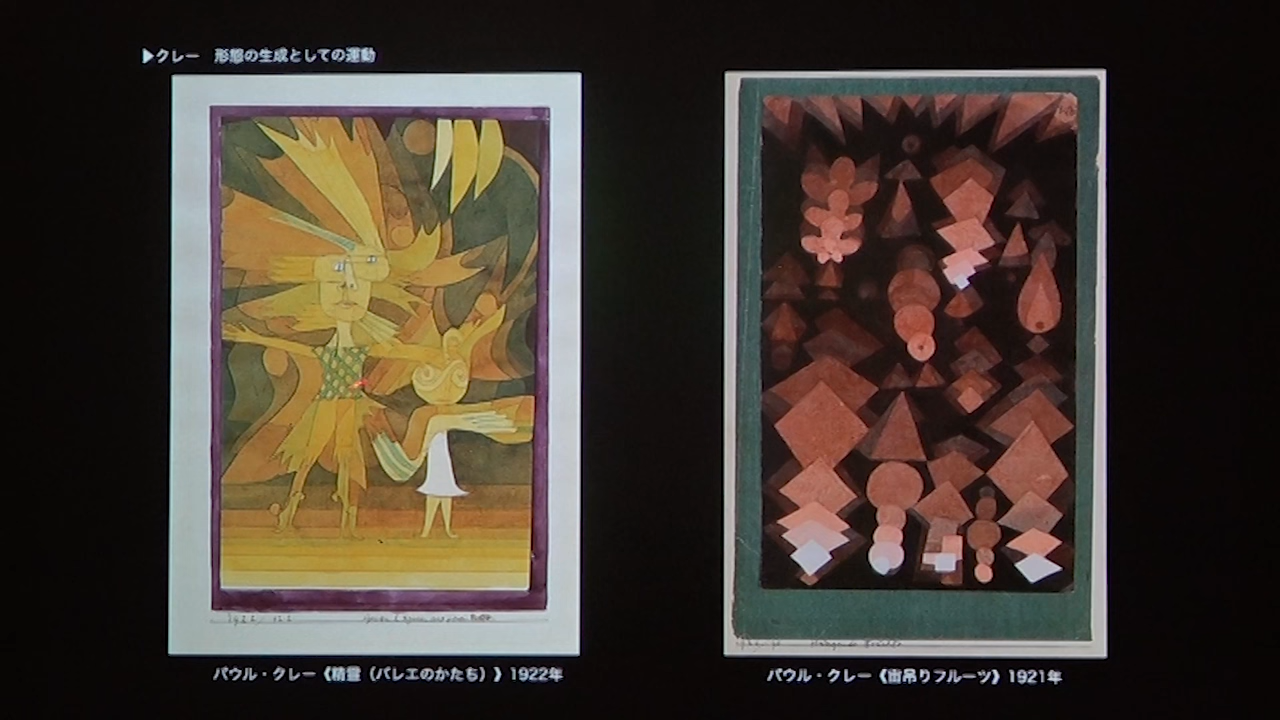 ▶クレー 形態の生成としての運動
1922/122
パウル・クレー《精霊（バレエのかたち）》1922年
パウル・クレー《宙吊りフルーツ》1921年